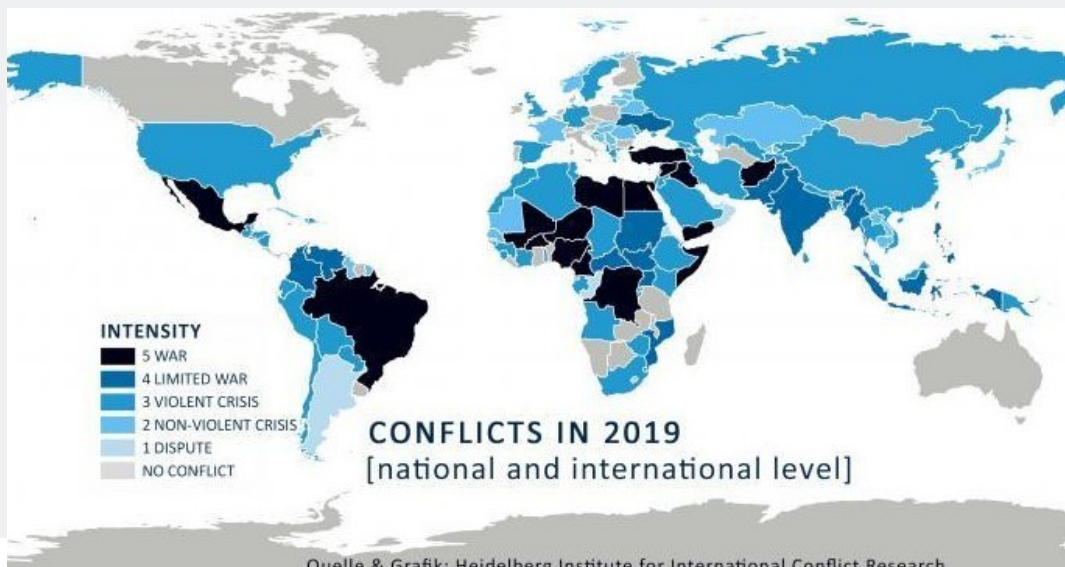 INTENSITY
5 WAR
4 LIMITED WAR
3 VIOLENT CRISIS
2 NON-VIOLENT CRISIS
1 DISPUTE
NO CONFLICT
CONFLICTS IN 2019
[national and international level]
Quelle & Grafik: Heidelberg Institute for International Conflict Research